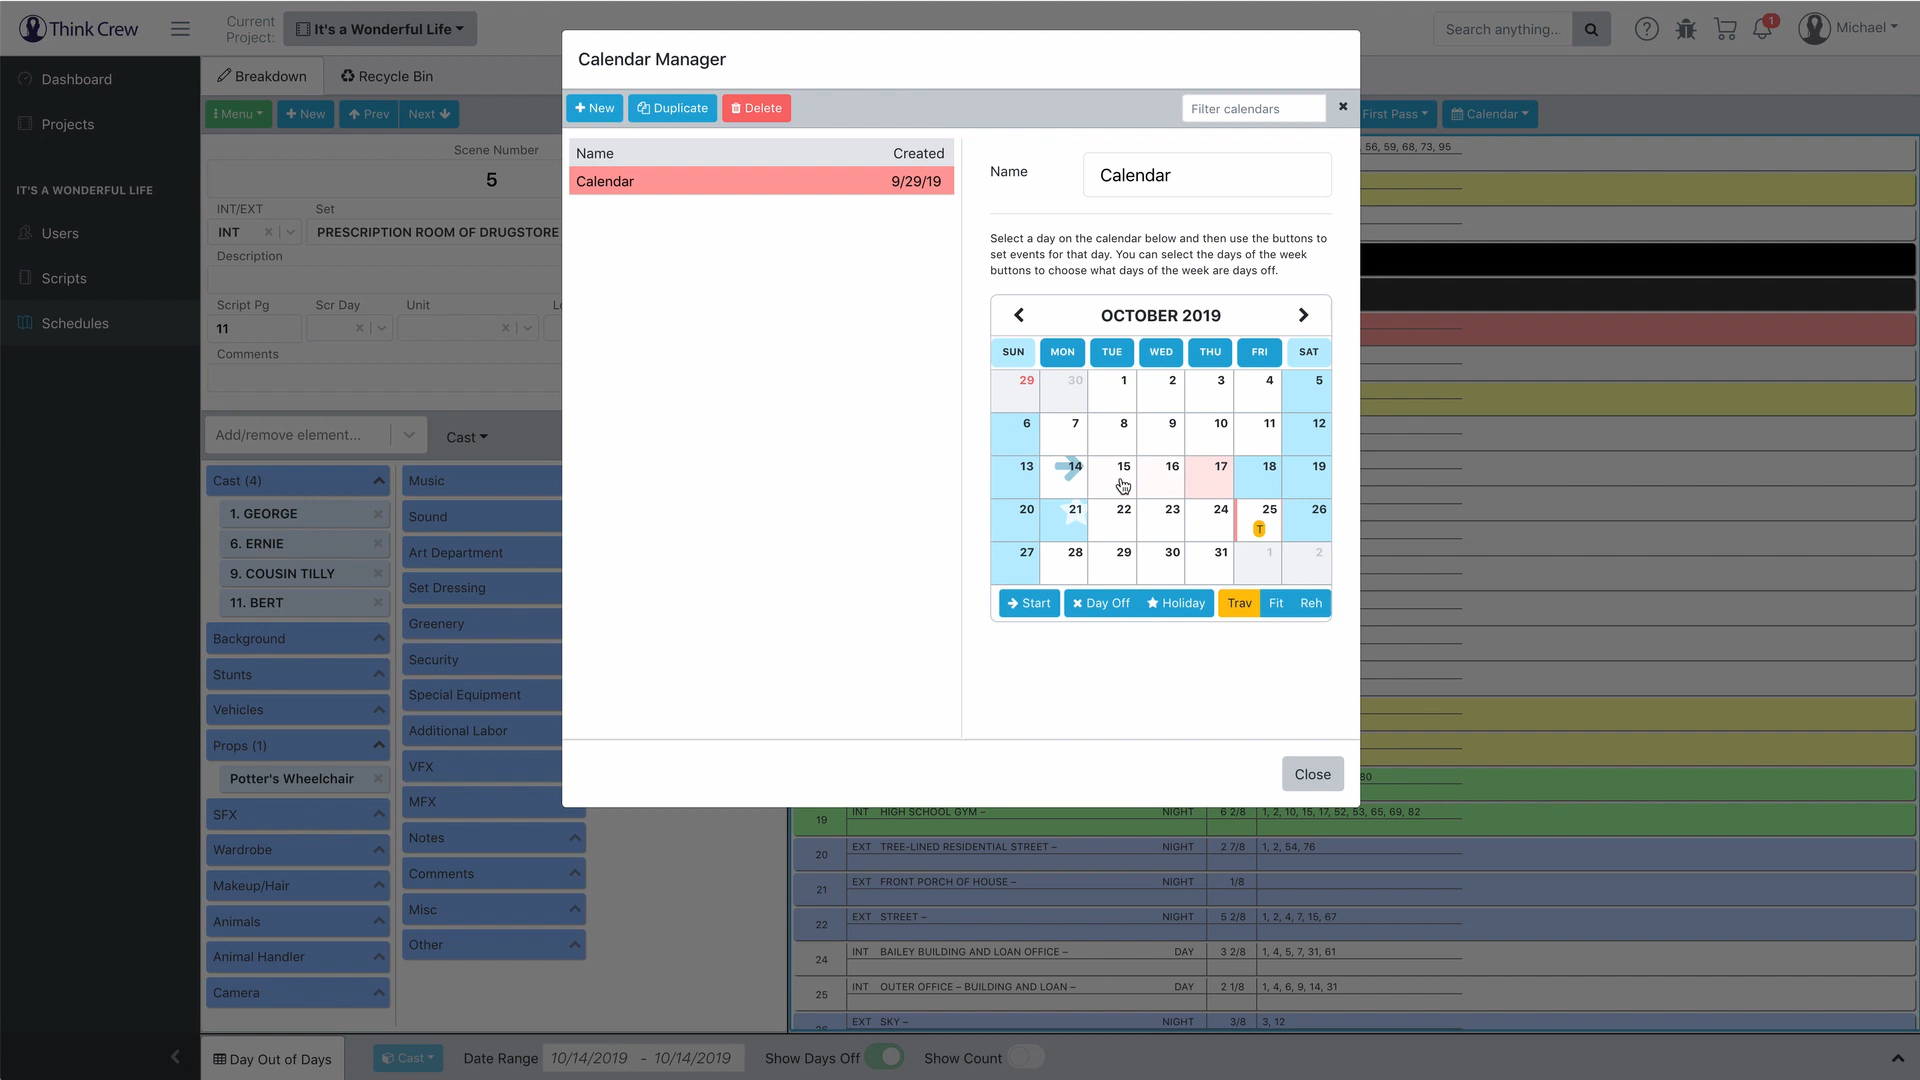 Think Crew
Current Project:
It's a Wonderful Life
Search anything...
1
Michael
Dashboard
Projects
IT'S A WONDERFUL LIFE
Users
Scripts
Schedules
Breakdown
Recycle Bin
Menu
New
Prev
Next
First Pass
Calendar
Scene Number
5
INT/EXT
Set
INT
PRESCRIPTION ROOM OF DRUGSTORE
Description
Script Pg
Scr Day
Unit
11
Comments
Add/remove element...
Cast
Cast (4)
1. GEORGE
6. ERNIE
9. COUSIN TILLY
11. BERT
Background
Stunts
Vehicles
Props (1)
Potter's Wheelchair
SFX
Wardrobe
Makeup/Hair
Animals
Animal Handler
Camera
Music
Sound
Art Department
Set Dressing
Greenery
Security
Special Equipment
Additional Labor
VFX
MFX
Notes
Comments
Misc
Other
Calendar Manager
New
Duplicate
Delete
Filter calendars
Name Created
Calendar 9/29/19
Name
Calendar
Select a day on the calendar below and then use the buttons to
set events for that day. You can select the days of the week
buttons to choose what days of the week are days off.
OCTOBER 2019
SUN MON TUE WED THU FRI SAT
29 30 1 2 3 4 5
6 7 8 9 10 11 12
13 14 15 16 17 18 19
20 21 22 23 24 25 26
T
27 28 29 30 31 1 2
Start Day Off Holiday Trav Fit Reh
Close
56, 59, 68, 73, 95
80
19 INT HIGH SCHOOL GYM – NIGHT 6 2/8 1, 2, 10, 15, 17, 52, 53, 65, 69, 82
20 EXT TREE-LINED RESIDENTIAL STREET – NIGHT 2 7/8 1, 2, 54, 76
21 EXT FRONT PORCH OF HOUSE – NIGHT 1/8
22 EXT STREET – NIGHT 5 2/8 1, 2, 4, 7, 15, 67
24 INT BAILEY BUILDING AND LOAN OFFICE – DAY 3 2/8 1, 4, 5, 7, 31, 61
25 INT OUTER OFFICE – BUILDING AND LOAN – DAY 2 1/8 1, 4, 6, 9, 14, 31
EXT SKY – NIGHT 3/8 3, 12
Day Out of Days
Cast
Date Range 10/14/2019 - 10/14/2019
Show Days Off
Show Count